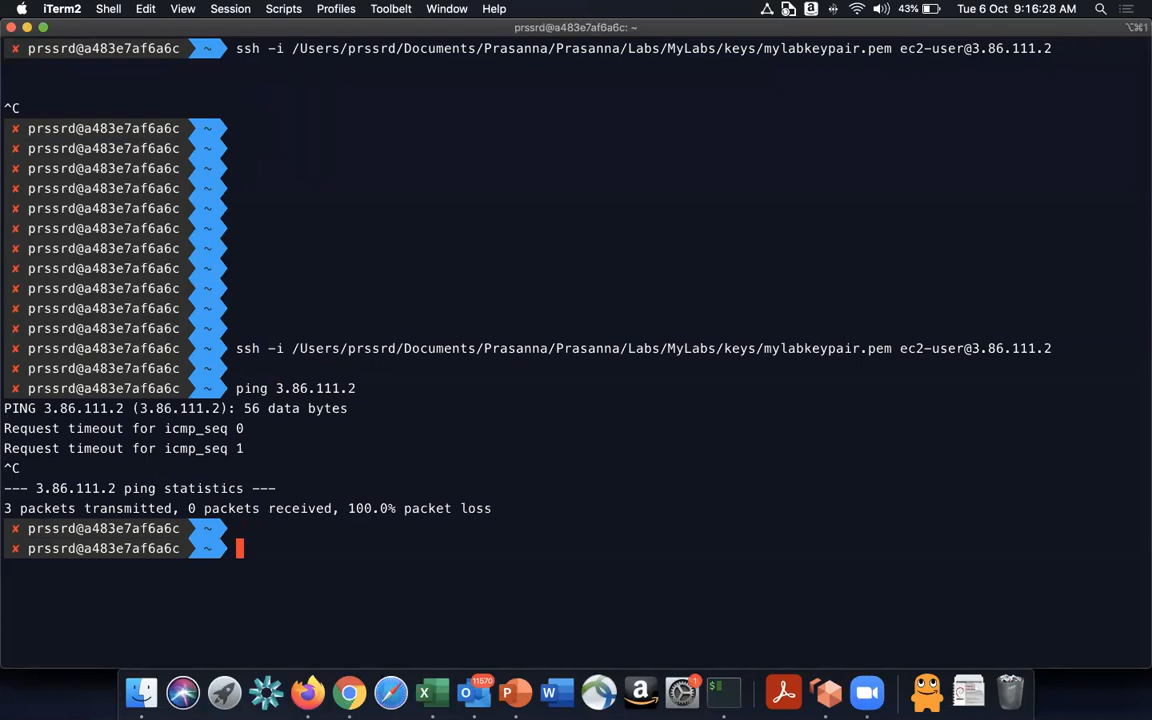 iTerm2 Shell Edit View Session Scripts Profiles Toolbelt Window Help 43% Tue 6 Oct 9:16:28 AM
prssrd@a483e7af6a6c: ~ ⌥⌘1
✘ prssrd@a483e7af6a6c ~ ssh -i /Users/prssrd/Documents/Prasanna/Prasanna/Labs/MyLabs/keys/mylabkeypair.pem ec2-user@3.86.111.2
^C
✘ prssrd@a483e7af6a6c ~
✘ prssrd@a483e7af6a6c ~
✘ prssrd@a483e7af6a6c ~
✘ prssrd@a483e7af6a6c ~
✘ prssrd@a483e7af6a6c ~
✘ prssrd@a483e7af6a6c ~
✘ prssrd@a483e7af6a6c ~
✘ prssrd@a483e7af6a6c ~
✘ prssrd@a483e7af6a6c ~
✘ prssrd@a483e7af6a6c ~
✘ prssrd@a483e7af6a6c ~
✘ prssrd@a483e7af6a6c ~ ssh -i /Users/prssrd/Documents/Prasanna/Prasanna/Labs/MyLabs/keys/mylabkeypair.pem ec2-user@3.86.111.2
✘ prssrd@a483e7af6a6c ~
✘ prssrd@a483e7af6a6c ~ ping 3.86.111.2
PING 3.86.111.2 (3.86.111.2): 56 data bytes
Request timeout for icmp_seq 0
Request timeout for icmp_seq 1
^C
--- 3.86.111.2 ping statistics ---
3 packets transmitted, 0 packets received, 100.0% packet loss
✘ prssrd@a483e7af6a6c ~
✘ prssrd@a483e7af6a6c ~
11570 1